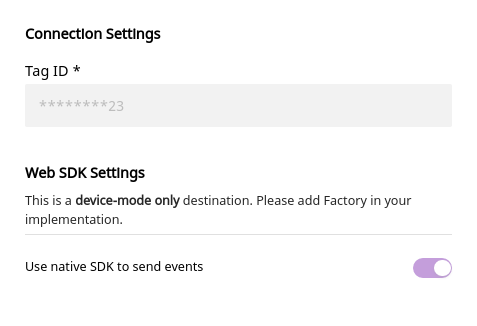 Connection Settings
Tag ID *
********23
Web SDK Settings
This is a device-mode only destination. Please add Factory in your
implementation.
Use native SDK to send events